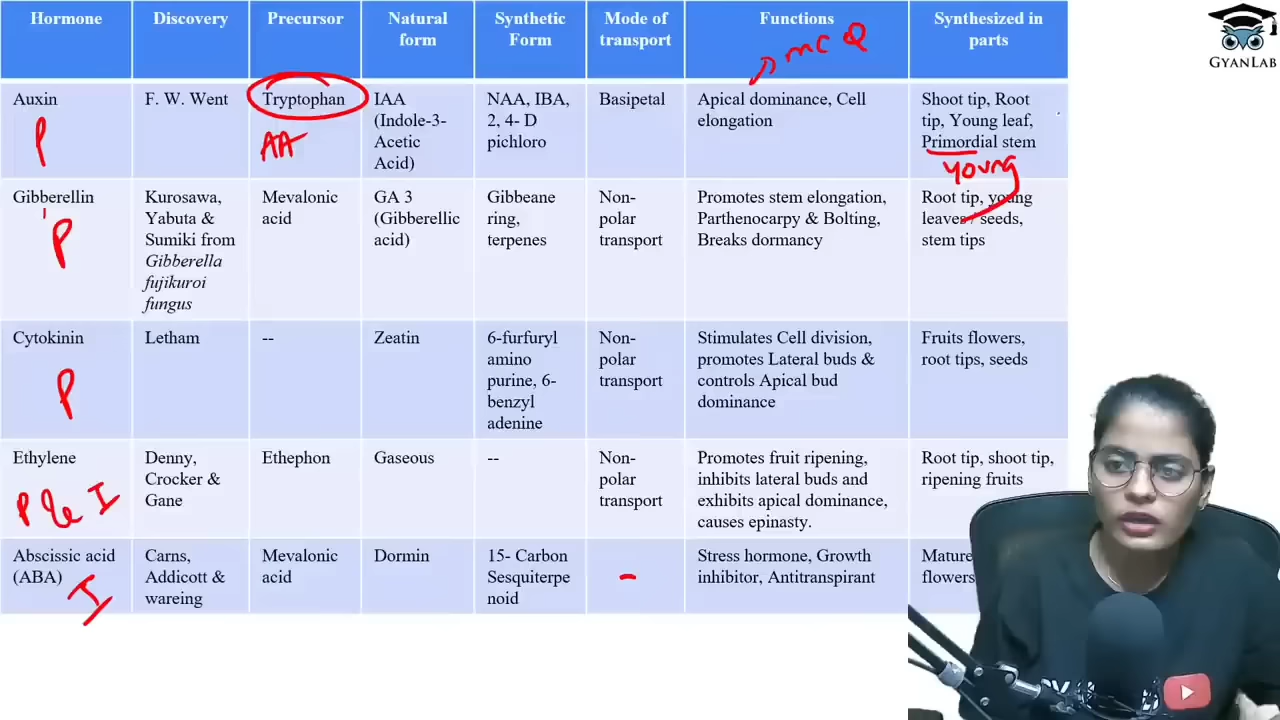 Hormone
Discovery
Precursor
Natural
form
Synthetic
Form
Mode of
transport
Functions
Synthesized in
parts
MCQ
GYANLAB
Auxin
P
F. W. Went
Tryptophan
AA
IAA
(Indole-3-
Acetic
Acid)
NAA, IBA,
2, 4- D
pichloro
Basipetal
Apical dominance, Cell
elongation
Shoot tip, Root
tip, Young leaf,
Primordial stem
young
Gibberellin
P
Kurosawa,
Yabuta &
Sumiki from
Gibberella
fujikuroi
fungus
Mevalonic
acid
GA 3
(Gibberellic
acid)
Gibbeane
ring,
terpenes
Non-
polar
transport
Promotes stem elongation,
Parthenocarpy & Bolting,
Breaks dormancy
Root tip, young
leaves / seeds,
stem tips
Cytokinin
P
Letham
--
Zeatin
6-furfuryl
amino
purine, 6-
benzyl
adenine
Non-
polar
transport
Stimulates Cell division,
promotes Lateral buds &
controls Apical bud
dominance
Fruits flowers,
root tips, seeds
Ethylene
P & I
Denny,
Crocker &
Gane
Ethephon
Gaseous
--
Non-
polar
transport
Promotes fruit ripening,
inhibits lateral buds and
exhibits apical dominance,
causes epinasty.
Root tip, shoot tip,
ripening fruits
Abscissic acid
(ABA)
I
Carns,
Addicott &
wareing
Mevalonic
acid
Dormin
15- Carbon
Sesquiterpe
noid
-
Stress hormone, Growth
inhibitor, Antitranspirant
Mature
flowers